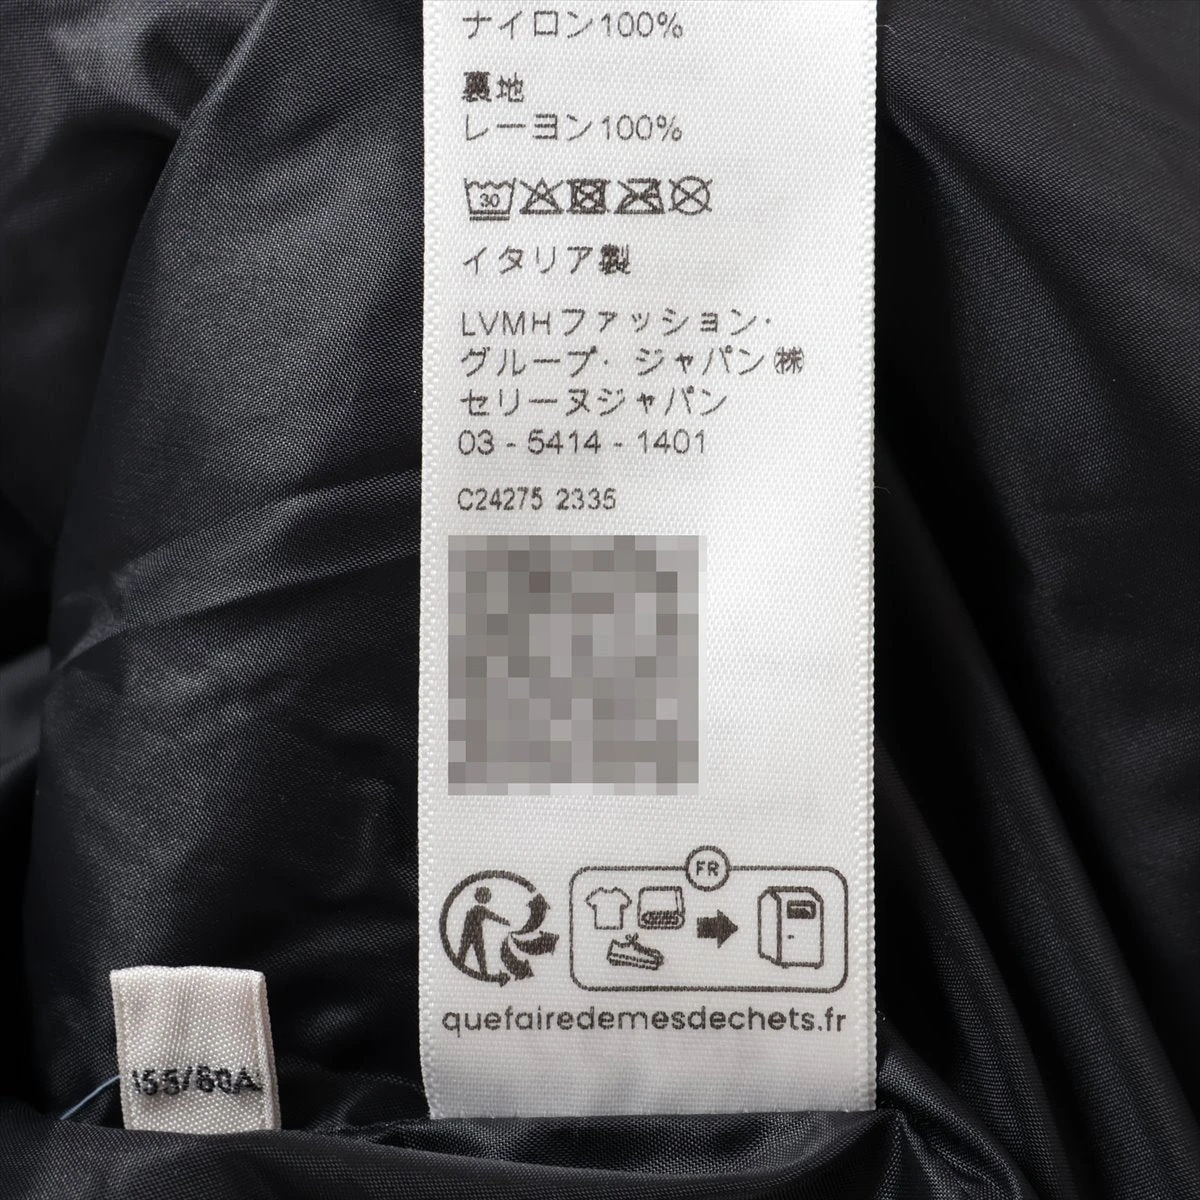 ナイロン100%
裏地
レーヨン100%
30
イタリア製
LVMHファッション・
グループ・ジャパン㈱
セリーヌジャパン
03 - 5414 - 1401
C24275 2335
FR
quefairedemesdechets.fr
155/80A